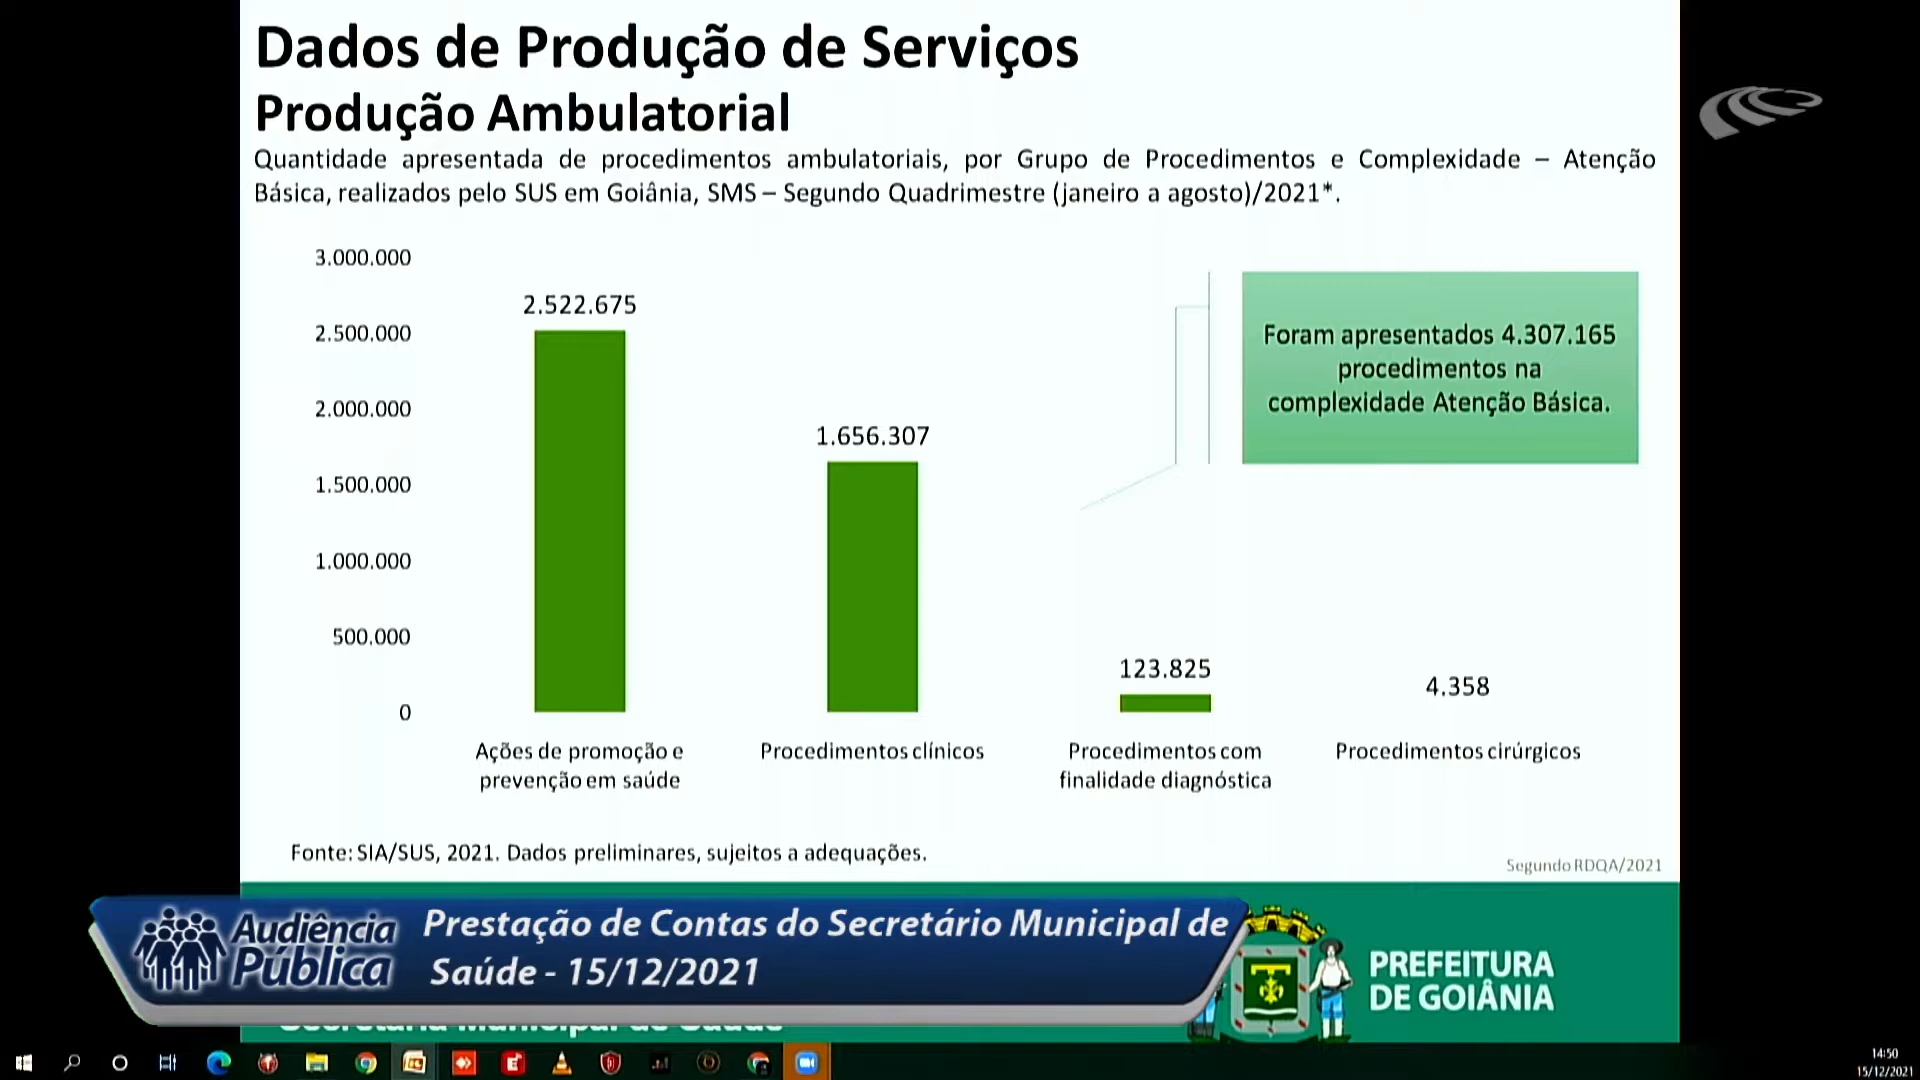 Dados de Produção de Serviços
Produção Ambulatorial
Quantidade apresentada de procedimentos ambulatoriais, por Grupo de Procedimentos e Complexidade – Atenção
Básica, realizados pelo SUS em Goiânia, SMS – Segundo Quadrimestre (janeiro a agosto)/2021*.
3.000.000
2.500.000
2.000.000
1.500.000
1.000.000
500.000
0
2.522.675
1.656.307
123.825
4.358
Foram apresentados 4.307.165
procedimentos na
complexidade Atenção Básica.
Ações de promoção e
prevenção em saúde
Procedimentos clínicos
Procedimentos com
finalidade diagnóstica
Procedimentos cirúrgicos
Fonte: SIA/SUS, 2021. Dados preliminares, sujeitos a adequações.
Segundo RDQA/2021
Audiência
Pública
Prestação de Contas do Secretário Municipal de
Saúde - 15/12/2021
PREFEITURA
DE GOIÂNIA
14:50
15/12/2021